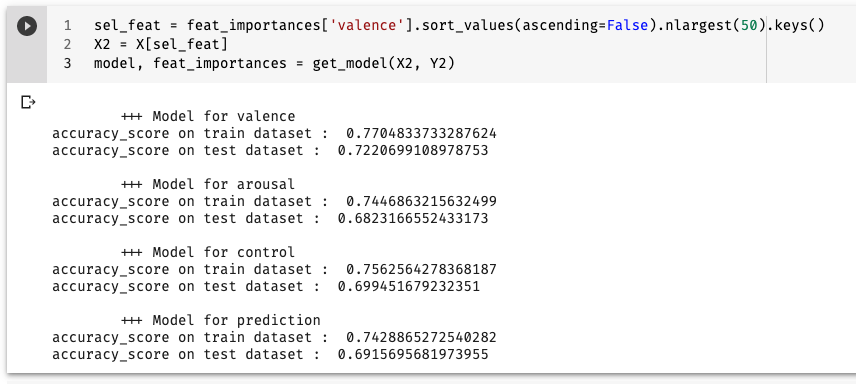 1 sel_feat = feat_importances['valence'].sort_values(ascending=False).nlargest(50).keys()
2 X2 = X[sel_feat]
3 model, feat_importances = get_model(X2, Y2)
+++ Model for valence
accuracy_score on train dataset :  0.7704833733287624
accuracy_score on test dataset :  0.7220699108978753
+++ Model for arousal
accuracy_score on train dataset :  0.7446863215632499
accuracy_score on test dataset :  0.6823166552433173
+++ Model for control
accuracy_score on train dataset :  0.7562564278368187
accuracy_score on test dataset :  0.699451679232351
+++ Model for prediction
accuracy_score on train dataset :  0.7428865272540282
accuracy_score on test dataset :  0.6915695681973955